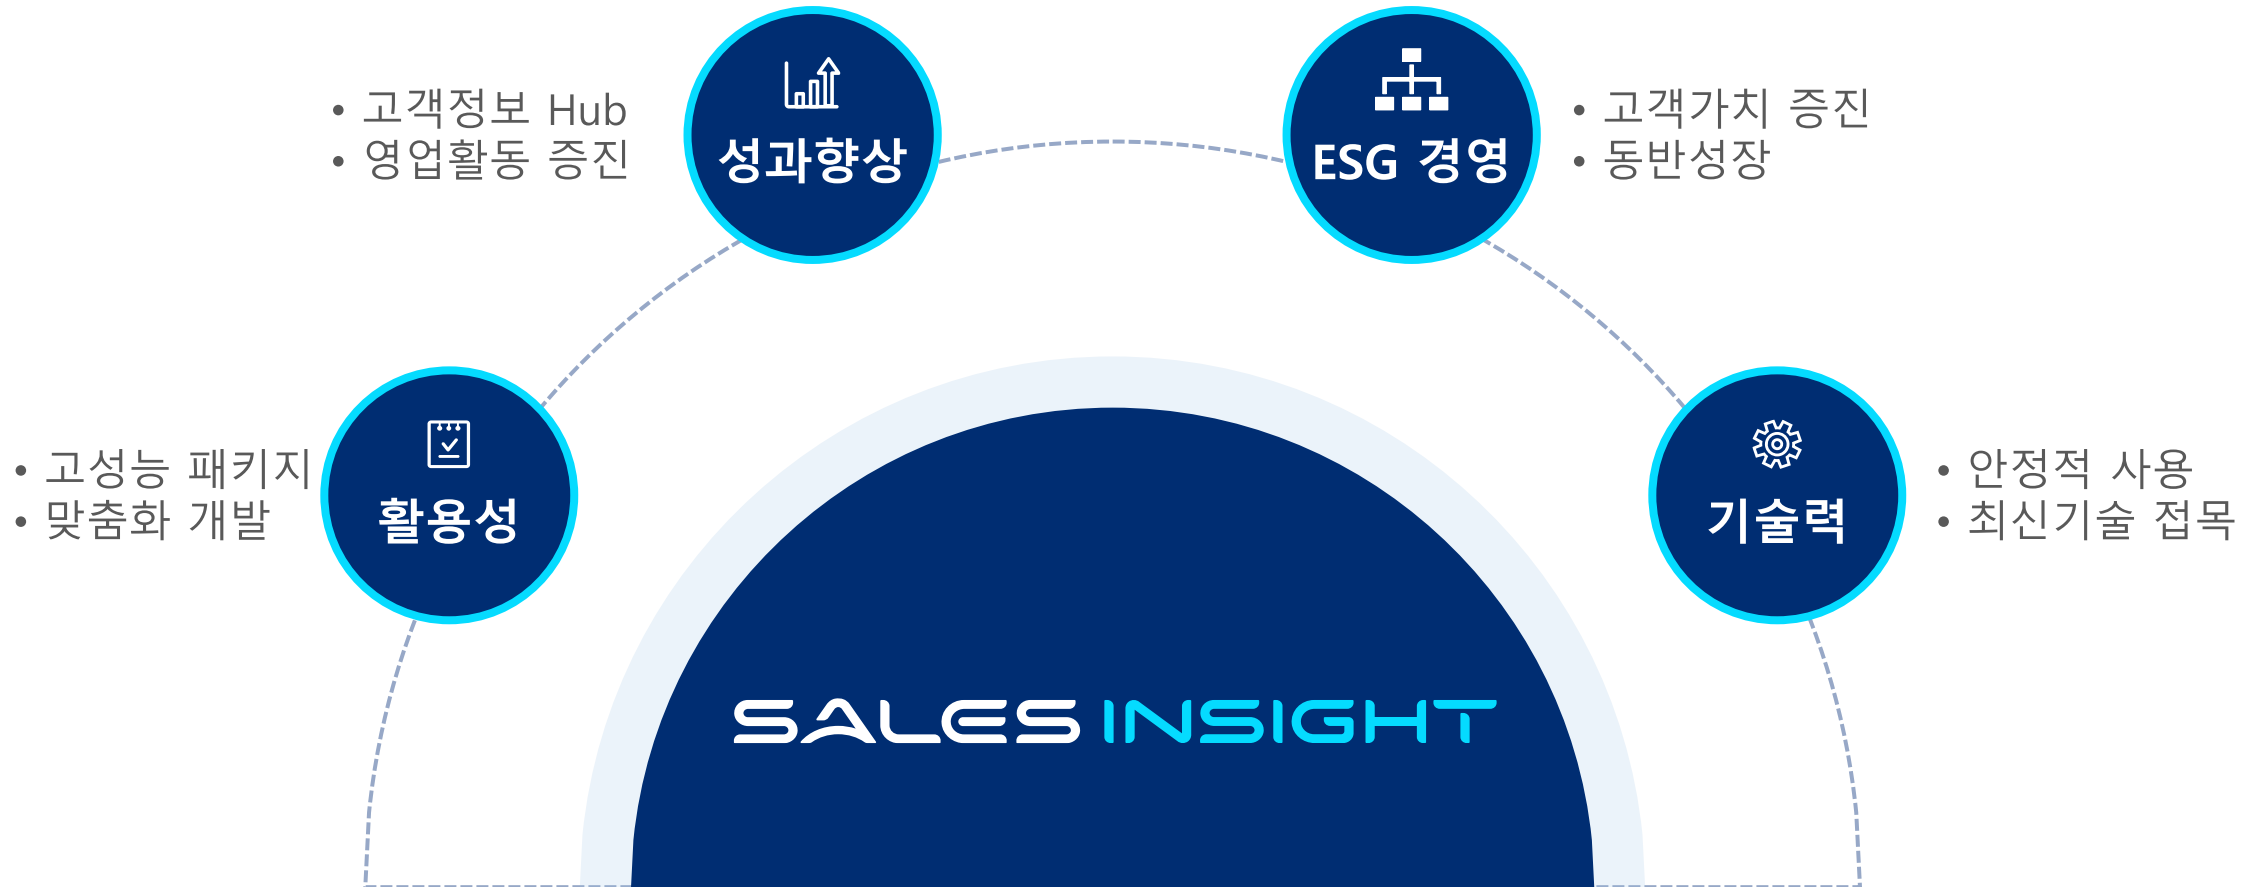 • 고객정보 Hub
• 영업활동 증진
성과향상
ESG 경영
• 고객가치 증진
• 동반성장
• 고성능 패키지
• 맞춤화 개발
활용성
기술력
• 안정적 사용
• 최신기술 접목
SALES INSIGHT